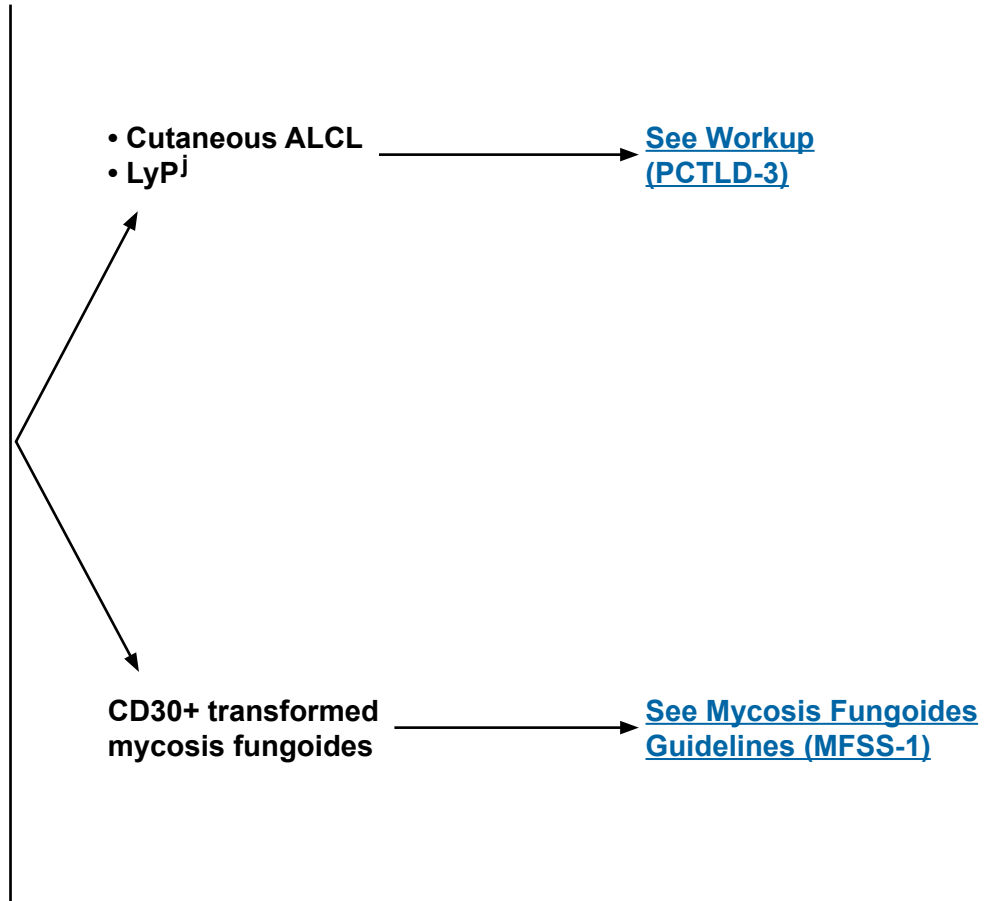 • Cutaneous ALCL
• LyPj
See Workup
(PCTLD-3)
CD30+ transformed
mycosis fungoides
See Mycosis Fungoides
Guidelines (MFSS-1)